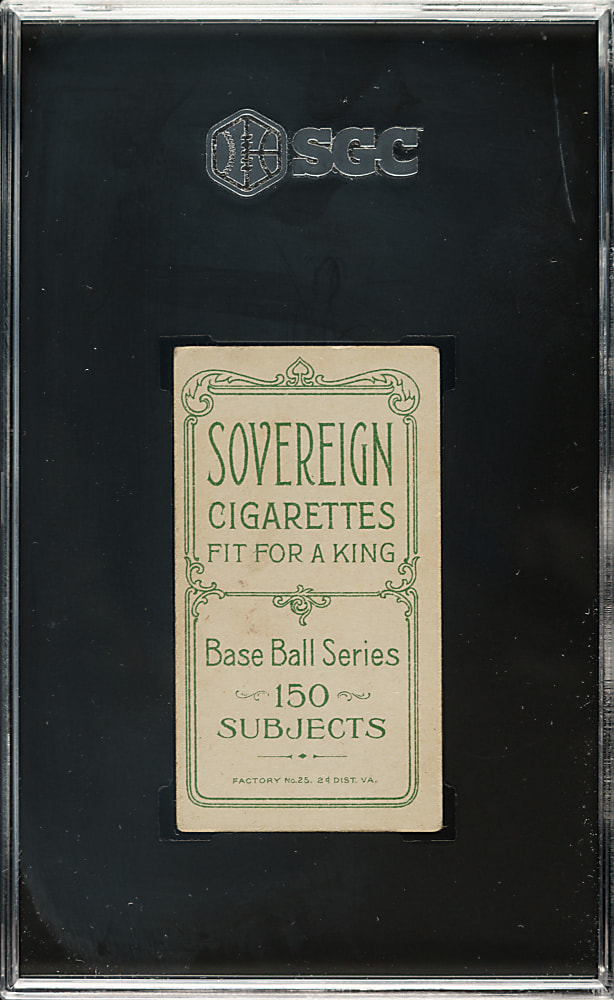 SGC
SOVEREIGN
CIGARETTES
FIT FOR A KING
Base Ball Series
150
SUBJECTS
FACTORY No.25. 2d DIST. VA.